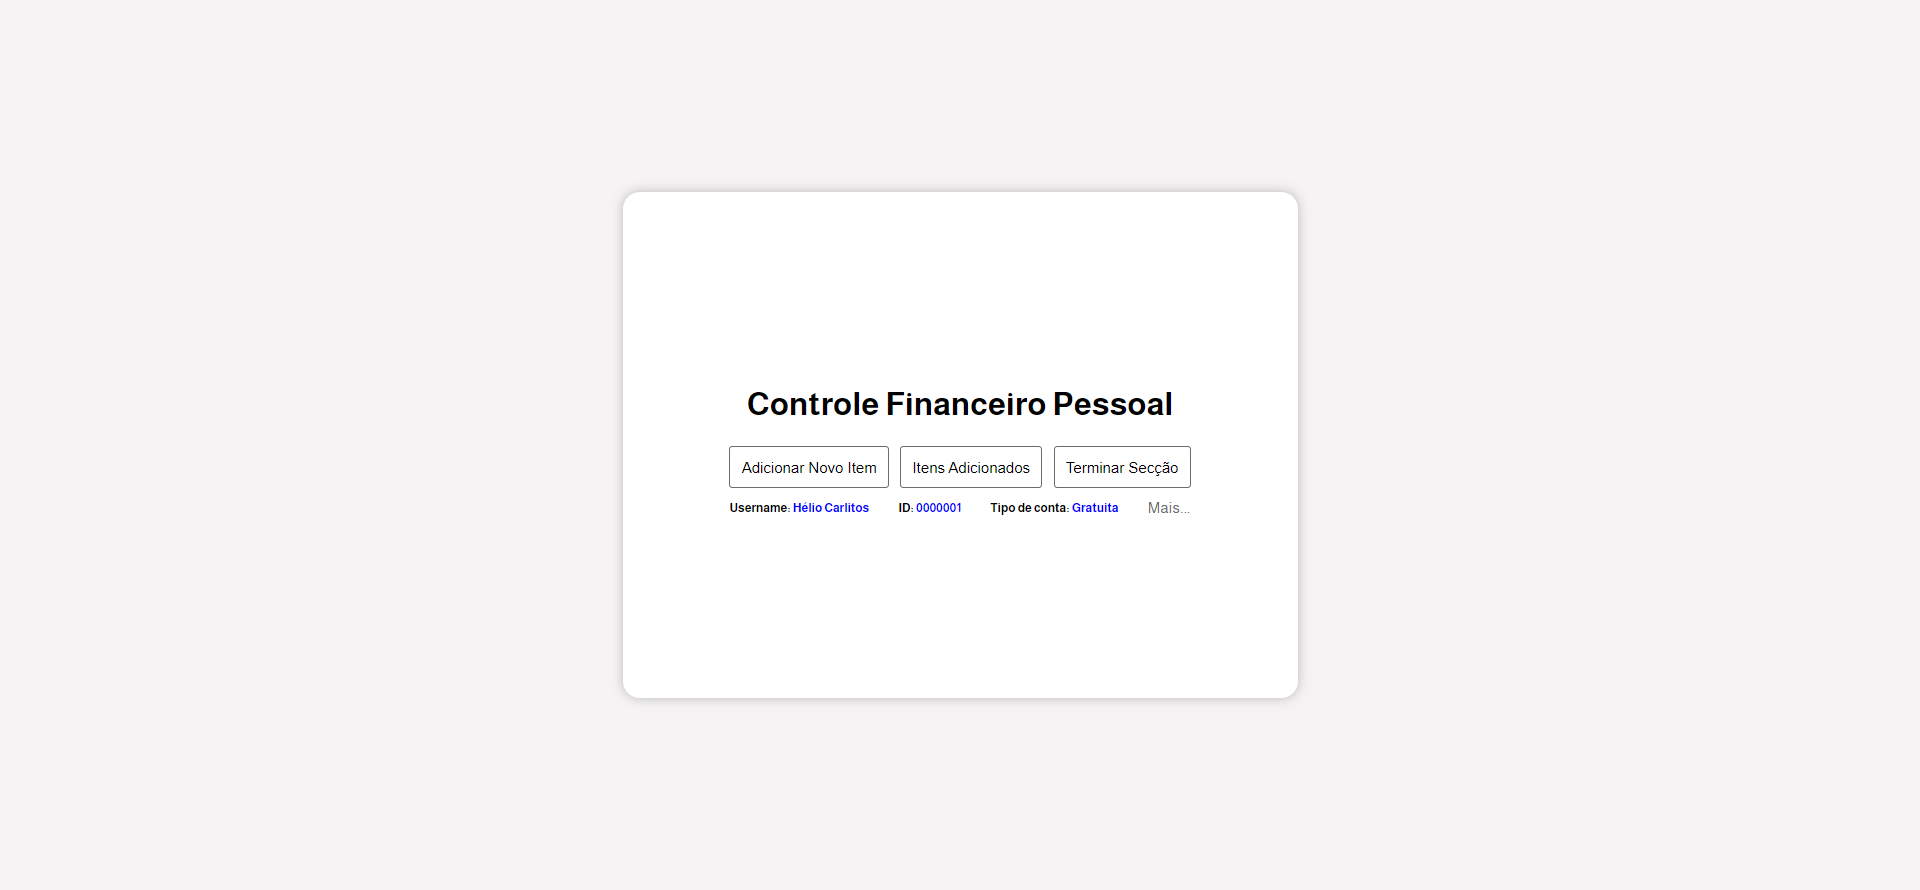 Controle Financeiro Pessoal
Adicionar Novo Item Itens Adicionados Terminar Secção
Username: Hélio Carlitos ID: 0000001 Tipo de conta: Gratuita Mais...